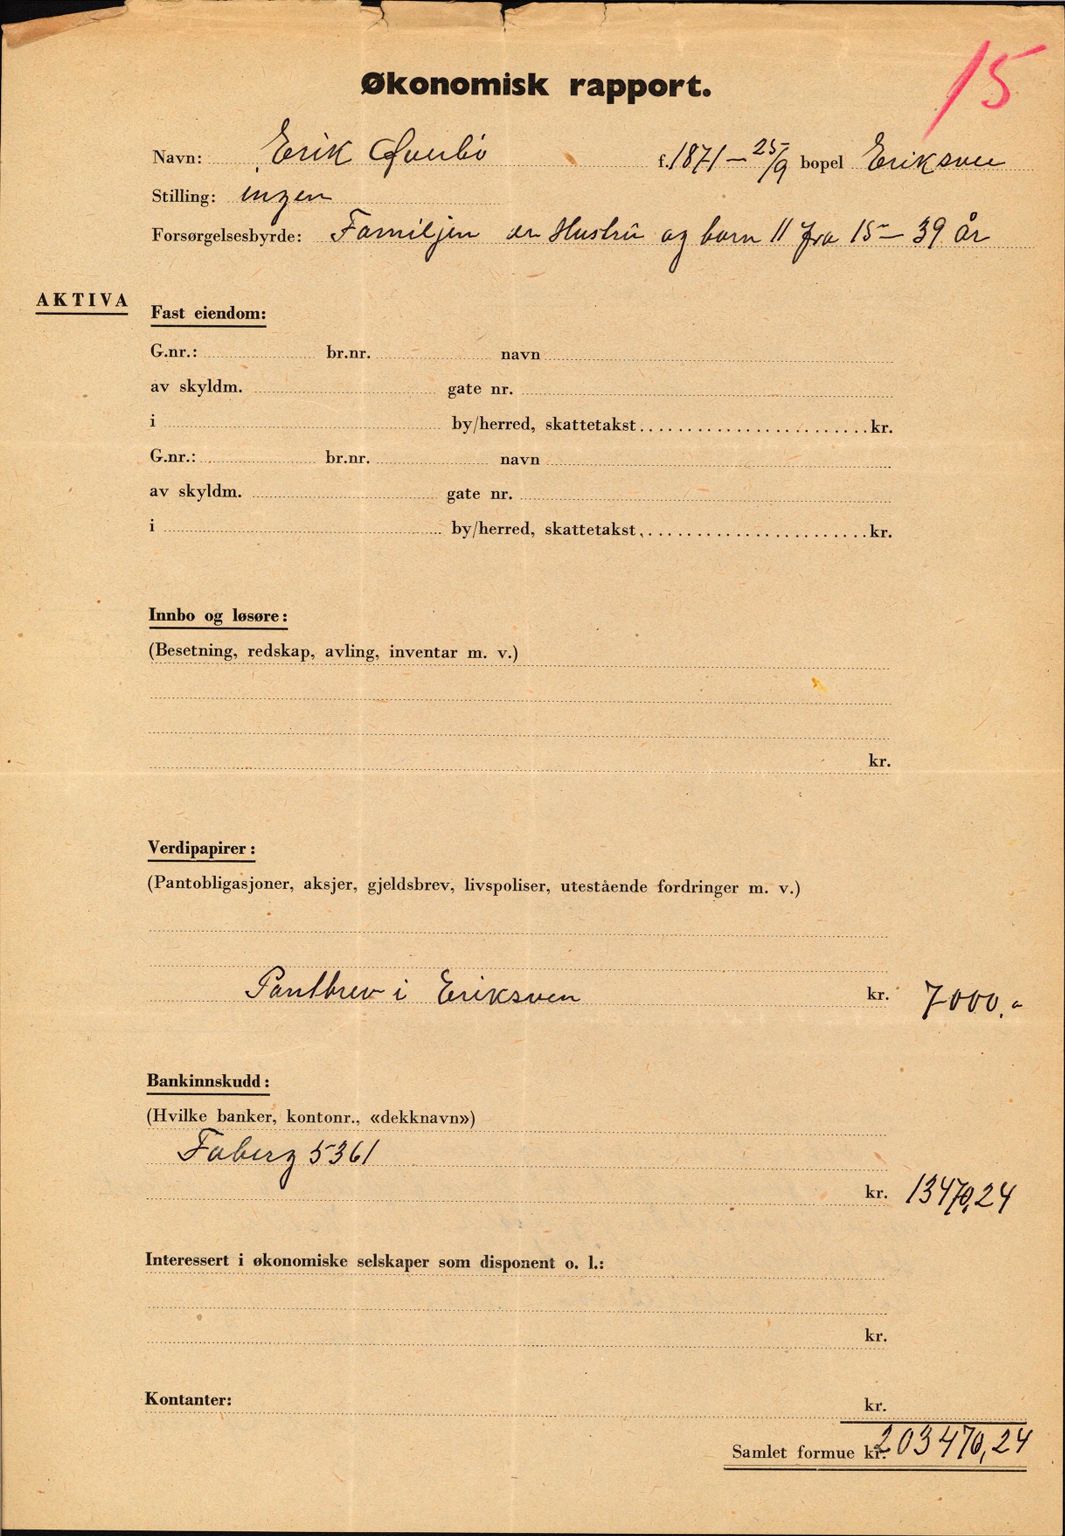 15
Økonomisk rapport.
Navn: Erik Øverbö f. 1871 - 25/9 bopel Eriksven
Stilling: ingen
Forsørgelsesbyrde: Familjen er Hustru og barn 11 fra 15 - 39 år
AKTIVA
Fast eiendom:
G.nr.: br.nr. navn
av skyldm. gate nr.
i by/herred, skattetakst kr.
G.nr.: br.nr. navn
av skyldm. gate nr.
i by/herred, skattetakst kr.
Innbo og løsøre:
(Besetning, redskap, avling, inventar m. v.)
kr.
Verdipapirer:
(Pantobligasjoner, aksjer, gjeldsbrev, livspoliser, utestående fordringer m. v.)
Pantbrev i Eriksven kr. 7000.-
Bankinnskudd:
(Hvilke banker, kontonr., «dekknavn»)
Faberg 5361
kr. 13470,24
Interessert i økonomiske selskaper som disponent o. l.:
kr.
Kontanter: kr.
Samlet formue kr. 203470,24